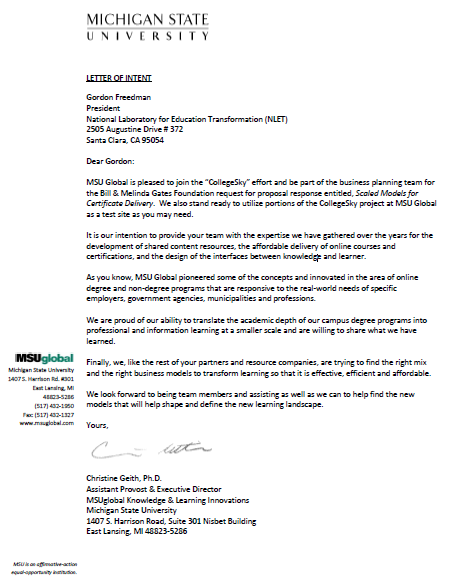 MICHIGAN STATE
UNIVERSITY
LETTER OF INTENT
Gordon Freedman
President
National Laboratory for Education Transformation (NLET)
2505 Augustine Drive # 372
Santa Clara, CA 95054
Dear Gordon:
MSU Global is pleased to join the "CollegeSky" effort and be part of the business planning team for
the Bill & Melinda Gates Foundation request for proposal response entitled, Scaled Models for
Certificate Delivery. We also stand ready to utilize portions of the CollegeSky project at MSU Global
as a test site as you may need.
It is our intention to provide your team with the expertise we have gathered over the years for the
development of shared content resources, the affordable delivery of online courses and
certifications, and the design of the interfaces between knowledge and learner.
As you know, MSU Global pioneered some of the concepts and innovated in the area of online
degree and non-degree programs that are responsive to the real-world needs of specific
employers, government agencies, municipalities and professions.
We are proud of our ability to translate the academic depth of our campus degree programs into
professional and information learning at a smaller scale and are willing to share what we have
learned.
Finally, we, like the rest of your partners and resource companies, are trying to find the right mix
and the right business models to transform learning so that it is effective, efficient and affordable.
We look forward to being team members and assisting as well as we can to help find the new
models that will help shape and define the new learning landscape.
Yours,
Christine Geith, Ph.D.
Assistant Provost & Executive Director
MSUglobal Knowledge & Learning Innovations
Michigan State University
1407 S. Harrison Road, Suite 301 Nisbet Building
East Lansing, MI 48823-5286
MSUglobal
Michigan State University
1407 S. Harrison Rd. #301
East Lansing, MI
48823-5286
(517) 432-1950
Fax: (517) 432-1327
www.msuglobal.com
MSU is an affirmative-action
equal-opportunity institution.